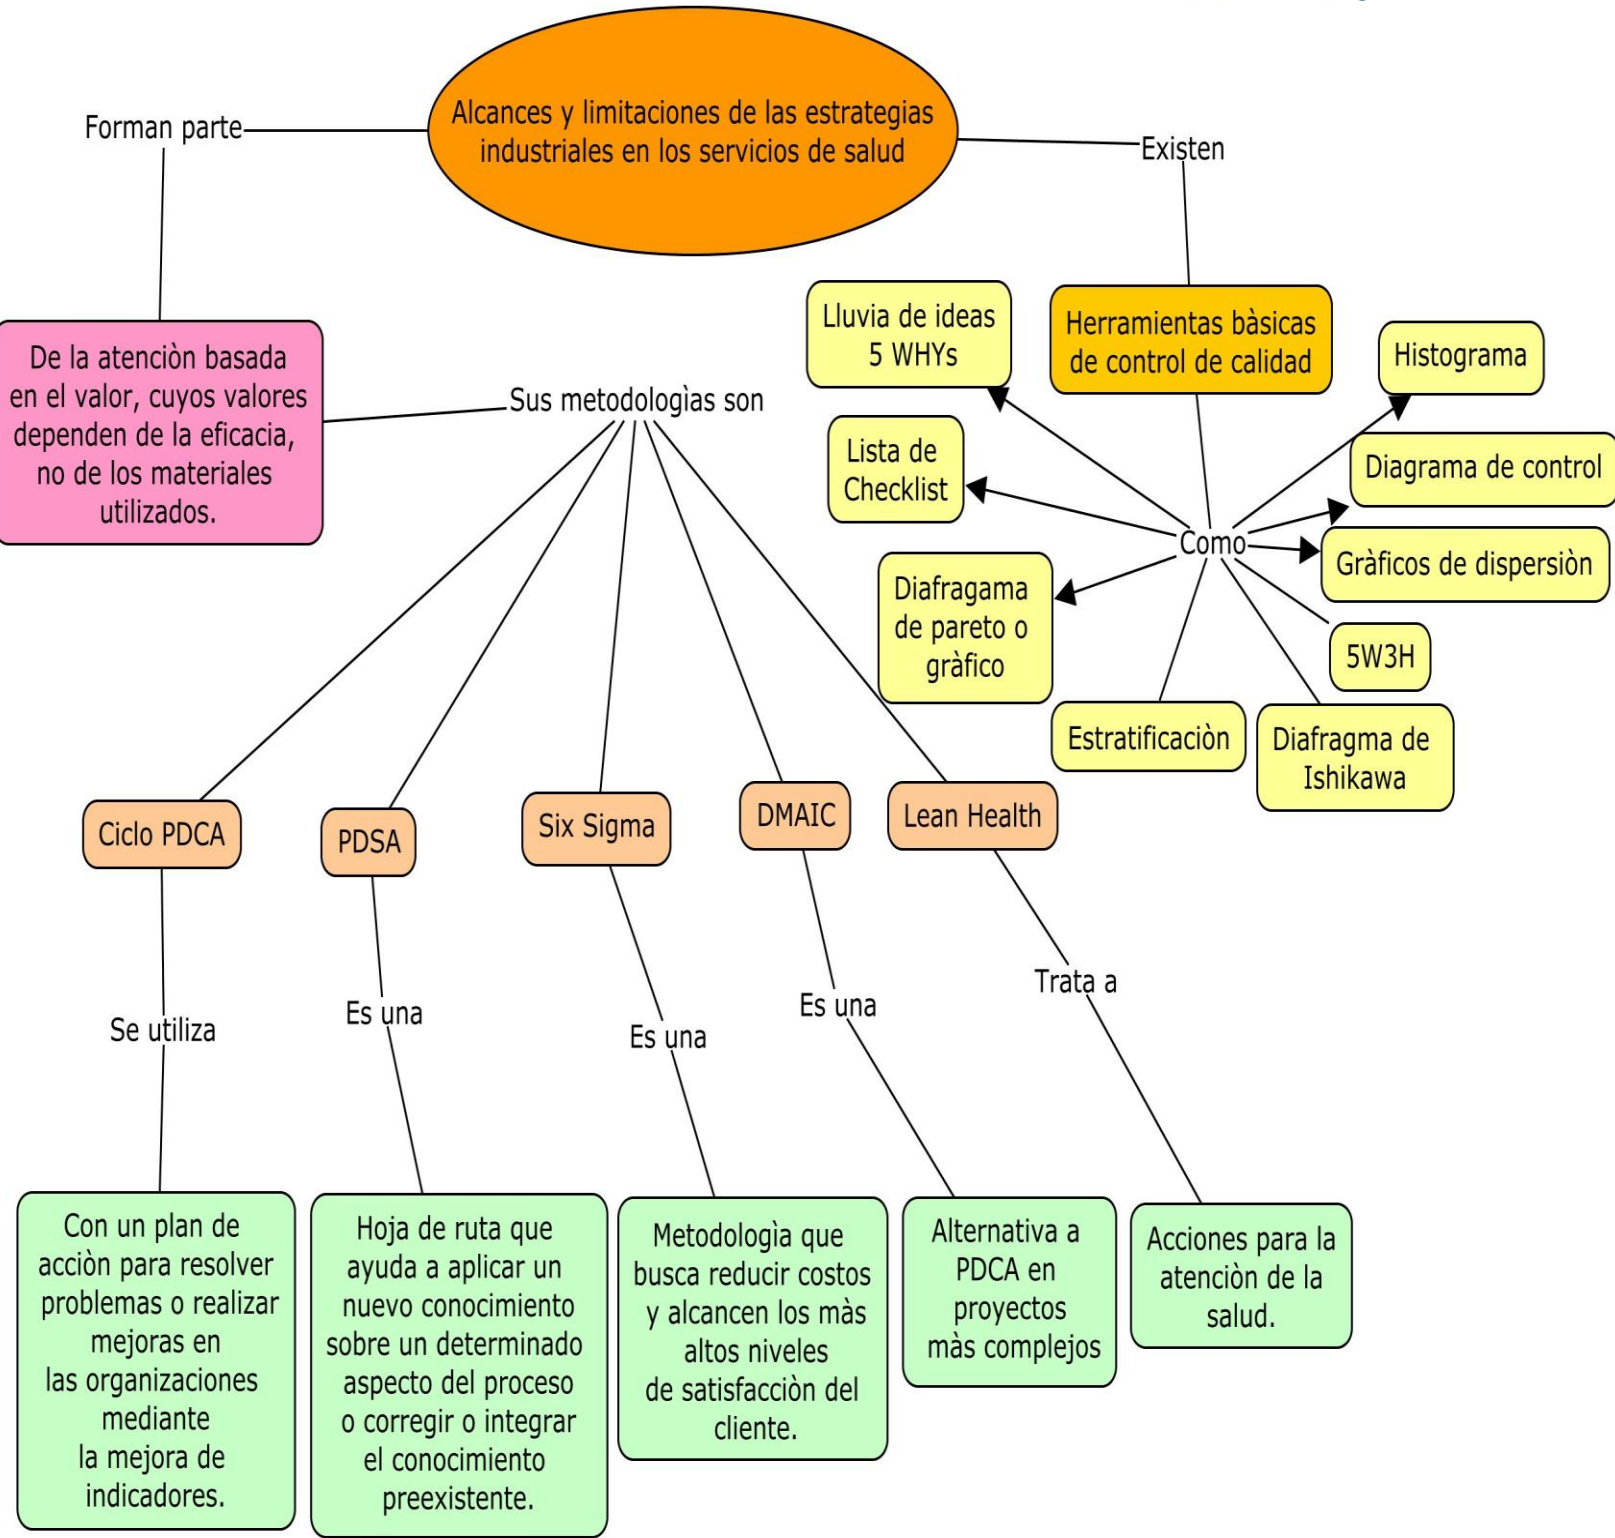 Alcances y limitaciones de las estrategias
industriales en los servicios de salud
Forman parte
Existen
De la atenciòn basada
en el valor, cuyos valores
dependen de la eficacia,
no de los materiales
utilizados.
Sus metodologìas son
Lluvia de ideas
5 WHYs
Herramientas bàsicas
de control de calidad
Histograma
Lista de
Checklist
Diagrama de control
Como
Gràficos de dispersiòn
Diafragama
de pareto o
gràfico
5W3H
Estratificaciòn
Diafragma de
Ishikawa
Ciclo PDCA
PDSA
Six Sigma
DMAIC
Lean Health
Se utiliza
Es una
Es una
Es una
Trata a
Con un plan de
acciòn para resolver
problemas o realizar
mejoras en
las organizaciones
mediante
la mejora de
indicadores.
Hoja de ruta que
ayuda a aplicar un
nuevo conocimiento
sobre un determinado
aspecto del proceso
o corregir o integrar
el conocimiento
preexistente.
Metodologìa que
busca reducir costos
y alcancen los màs
altos niveles
de satisfacciòn del
cliente.
Alternativa a
PDCA en
proyectos
màs complejos
Acciones para la
atenciòn de la
salud.